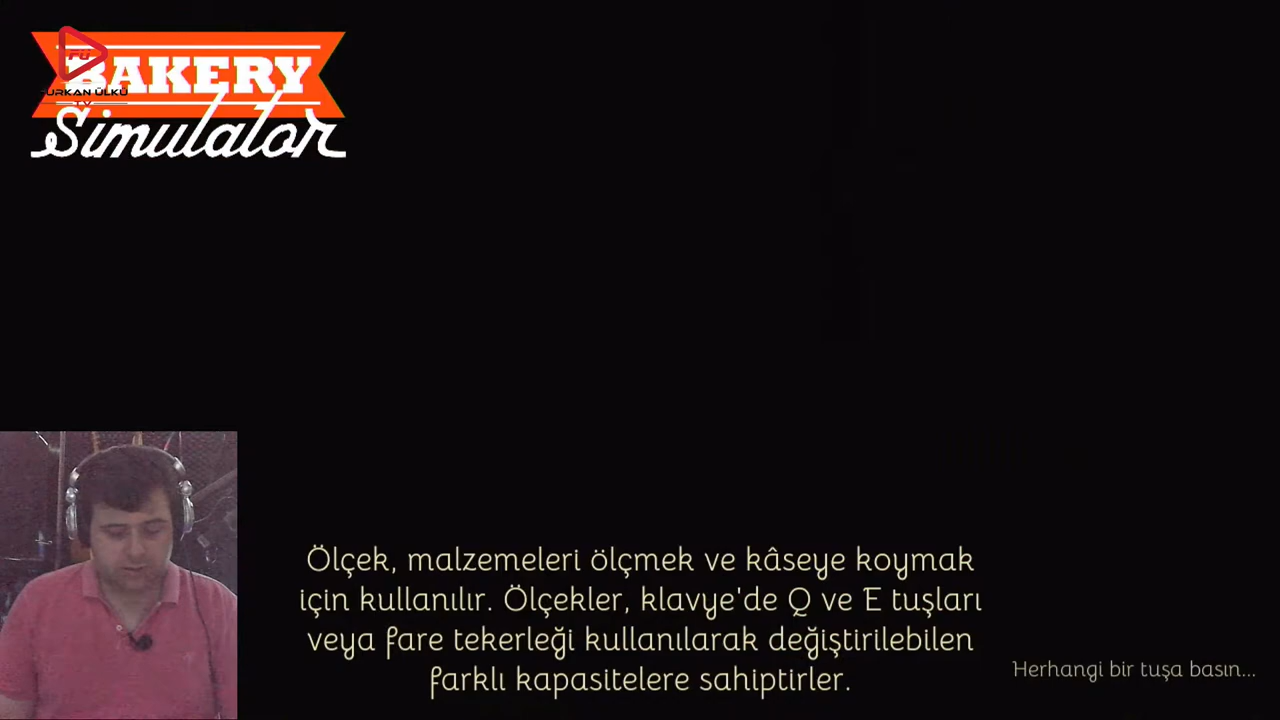 BAKERY
Simulator
FU
FURKAN ÜLKÜ
TV
Ölçek, malzemeleri ölçmek ve kâseye koymak
için kullanılır. Ölçekler, klavye'de Q ve E tuşları
veya fare tekerleği kullanılarak değiştirilebilen
farklı kapasitelere sahiptirler.
Herhangi bir tuşa basın...